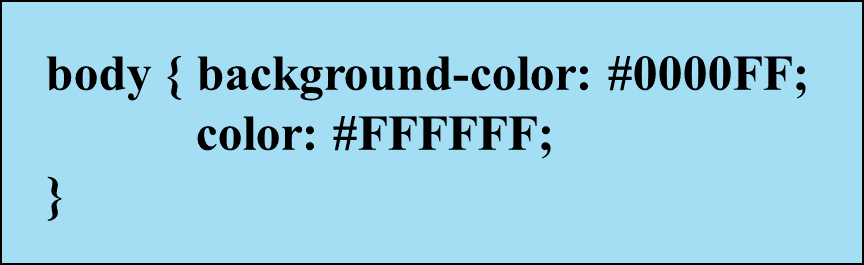 body { background-color: #0000FF;
color: #FFFFFF;
}